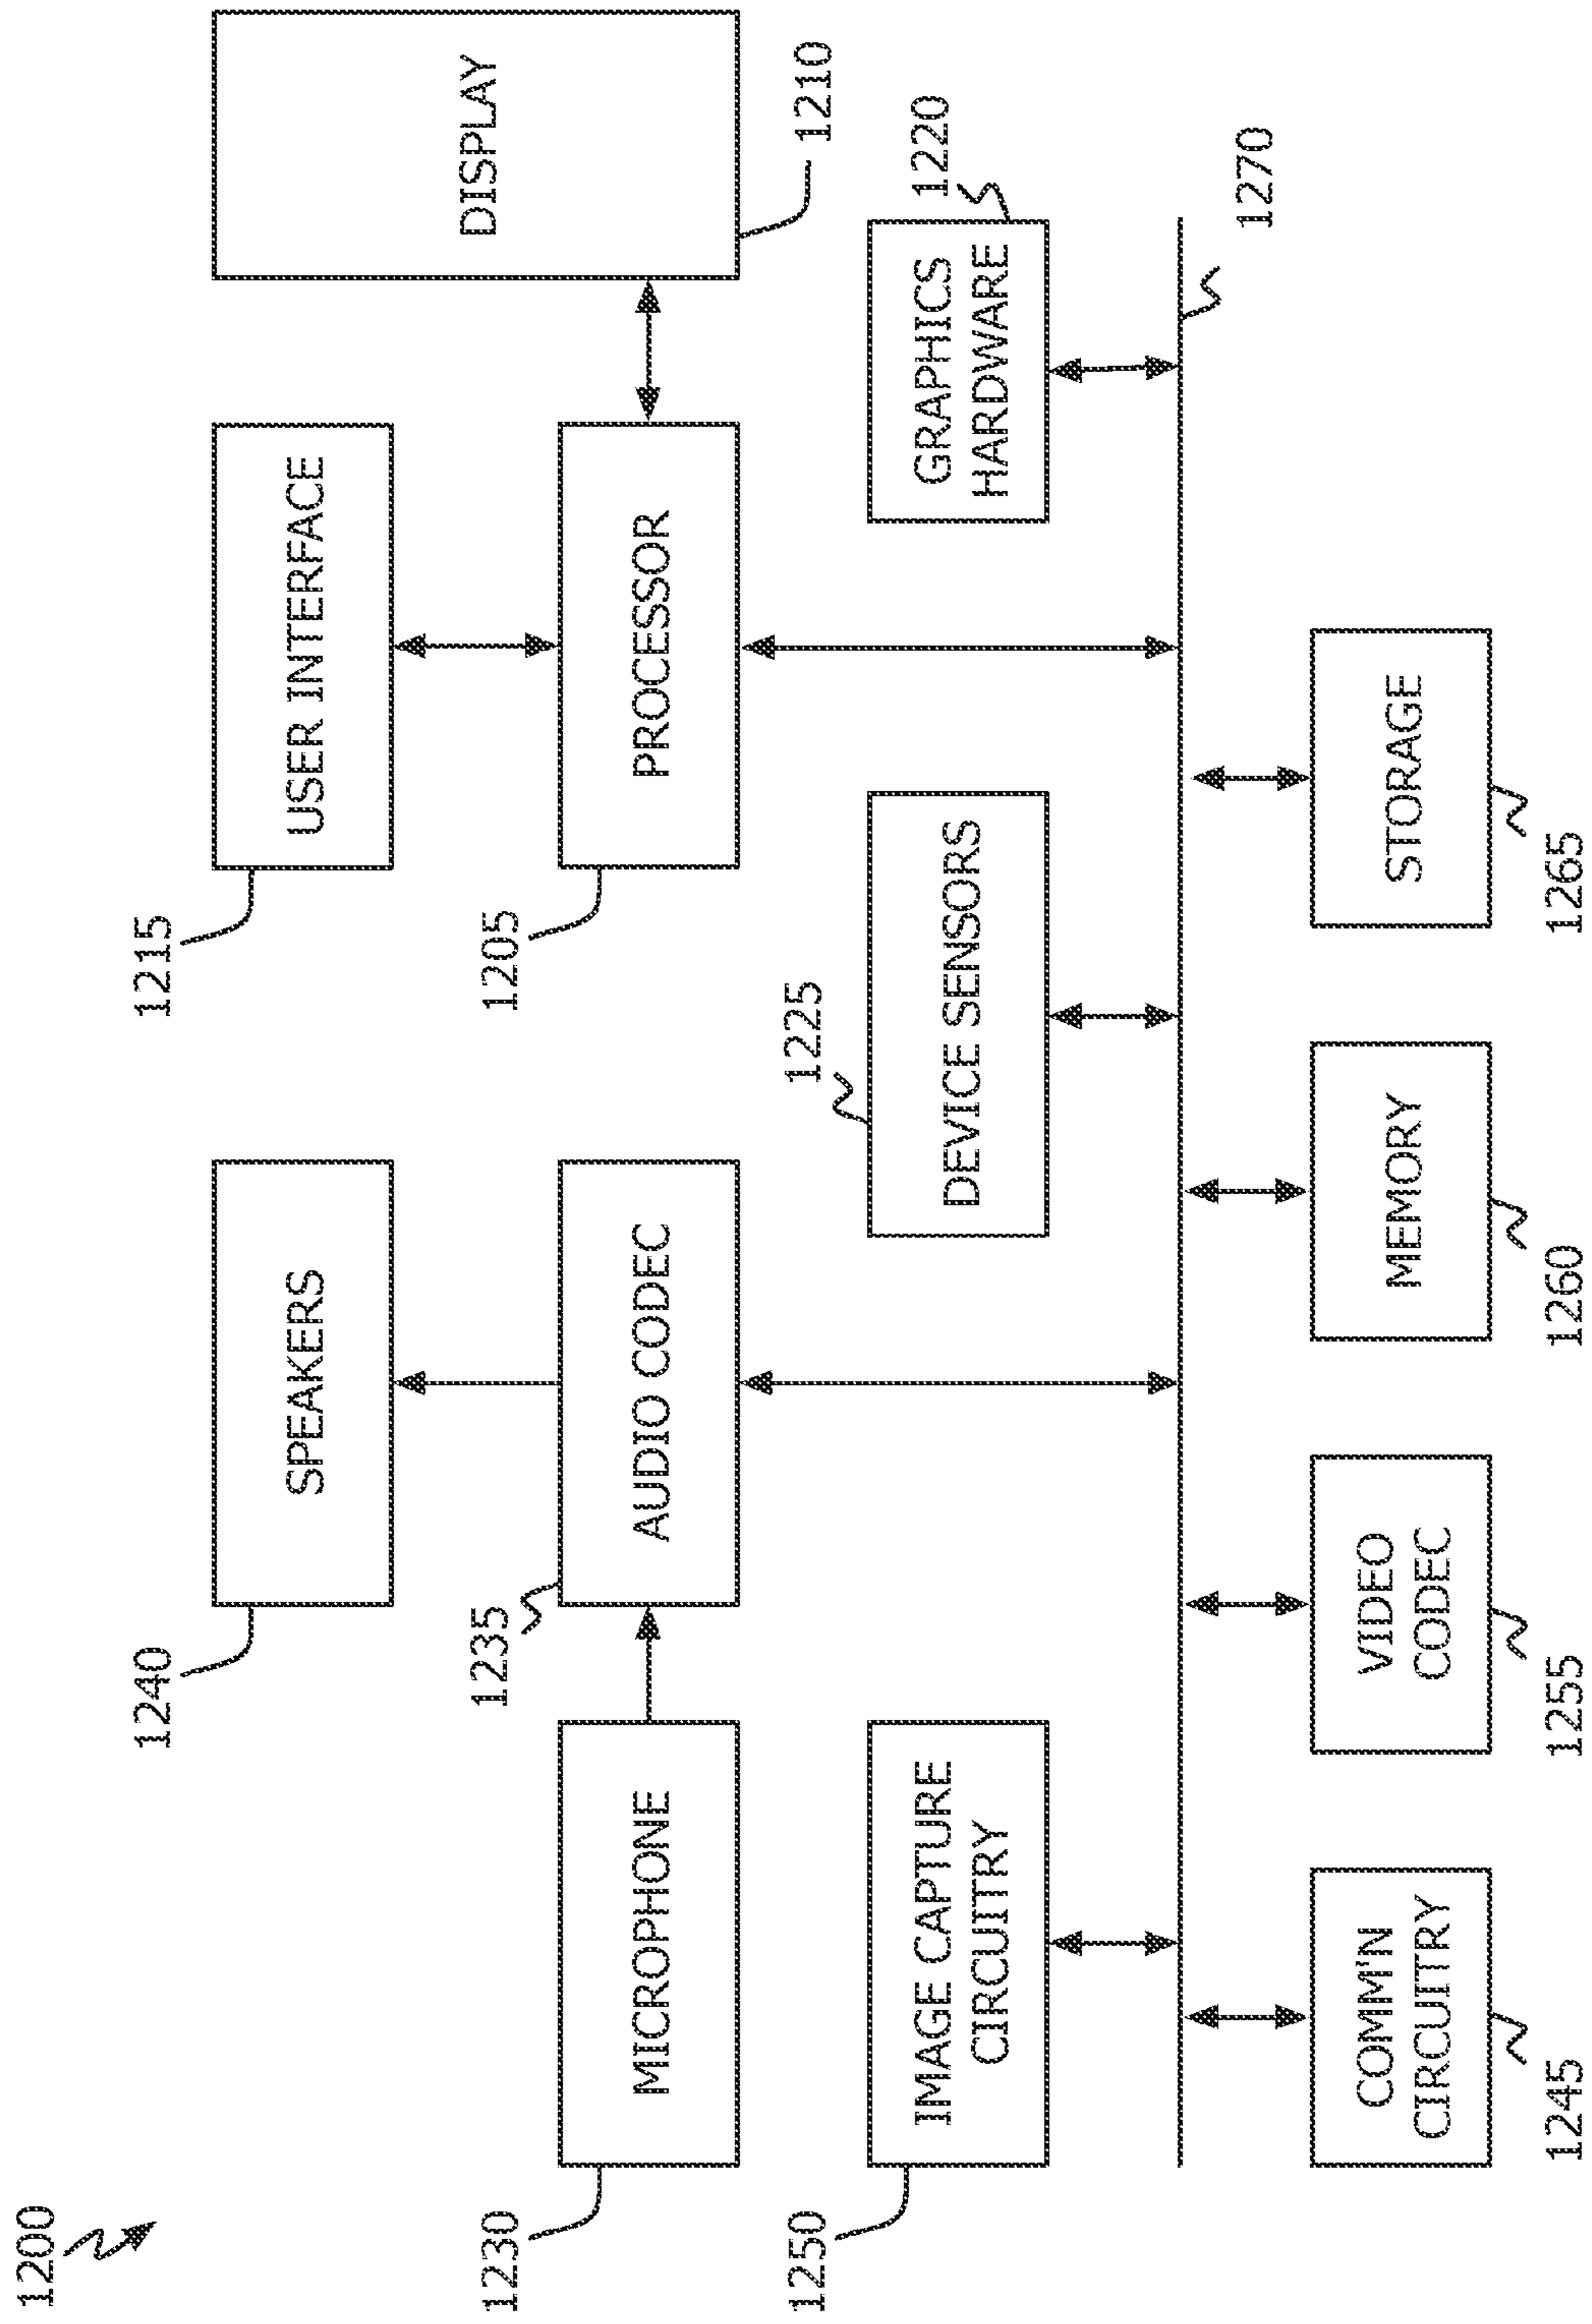 1200
1240
SPEAKERS
1215
USER INTERFACE
DISPLAY
1230
MICROPHONE
1235
AUDIO CODEC
1205
PROCESSOR
1210
1250
IMAGE CAPTURE
CIRCUITRY
1225
DEVICE SENSORS
GRAPHICS
HARDWARE
1220
1270
COMM'N
CIRCUITRY
1245
VIDEO
CODEC
1255
MEMORY
1260
STORAGE
1265